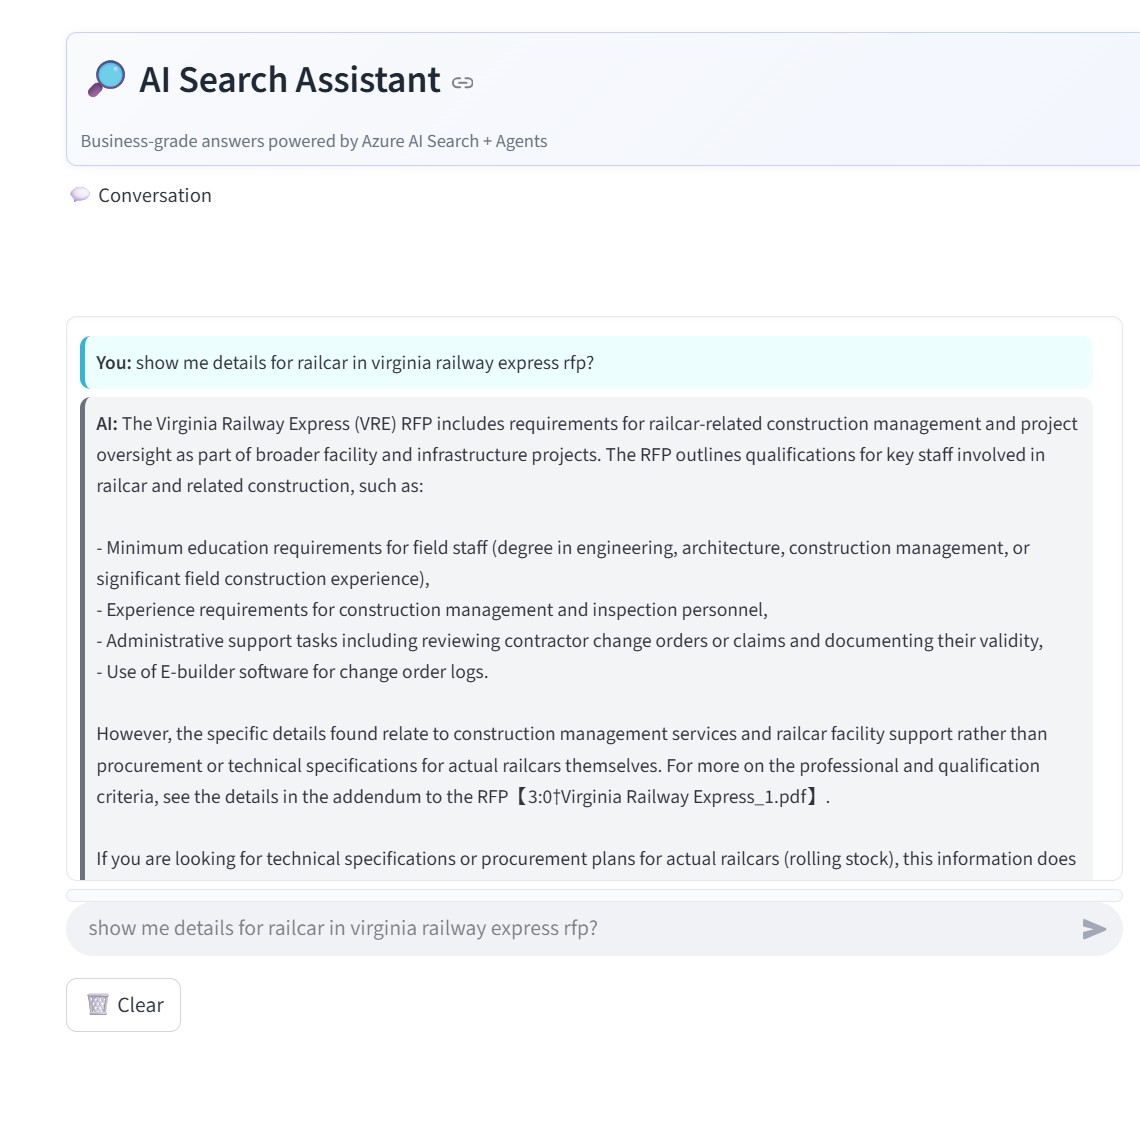 AI Search Assistant
Business-grade answers powered by Azure AI Search + Agents
Conversation
You: show me details for railcar in virginia railway express rfp?
AI: The Virginia Railway Express (VRE) RFP includes requirements for railcar-related construction management and project
oversight as part of broader facility and infrastructure projects. The RFP outlines qualifications for key staff involved in
railcar and related construction, such as:
- Minimum education requirements for field staff (degree in engineering, architecture, construction management, or
significant field construction experience),
- Experience requirements for construction management and inspection personnel,
- Administrative support tasks including reviewing contractor change orders or claims and documenting their validity,
- Use of E-builder software for change order logs.
However, the specific details found relate to construction management services and railcar facility support rather than
procurement or technical specifications for actual railcars themselves. For more on the professional and qualification
criteria, see the details in the addendum to the RFP【3:0†Virginia Railway Express_1.pdf】.
If you are looking for technical specifications or procurement plans for actual railcars (rolling stock), this information does
show me details for railcar in virginia railway express rfp?
Clear